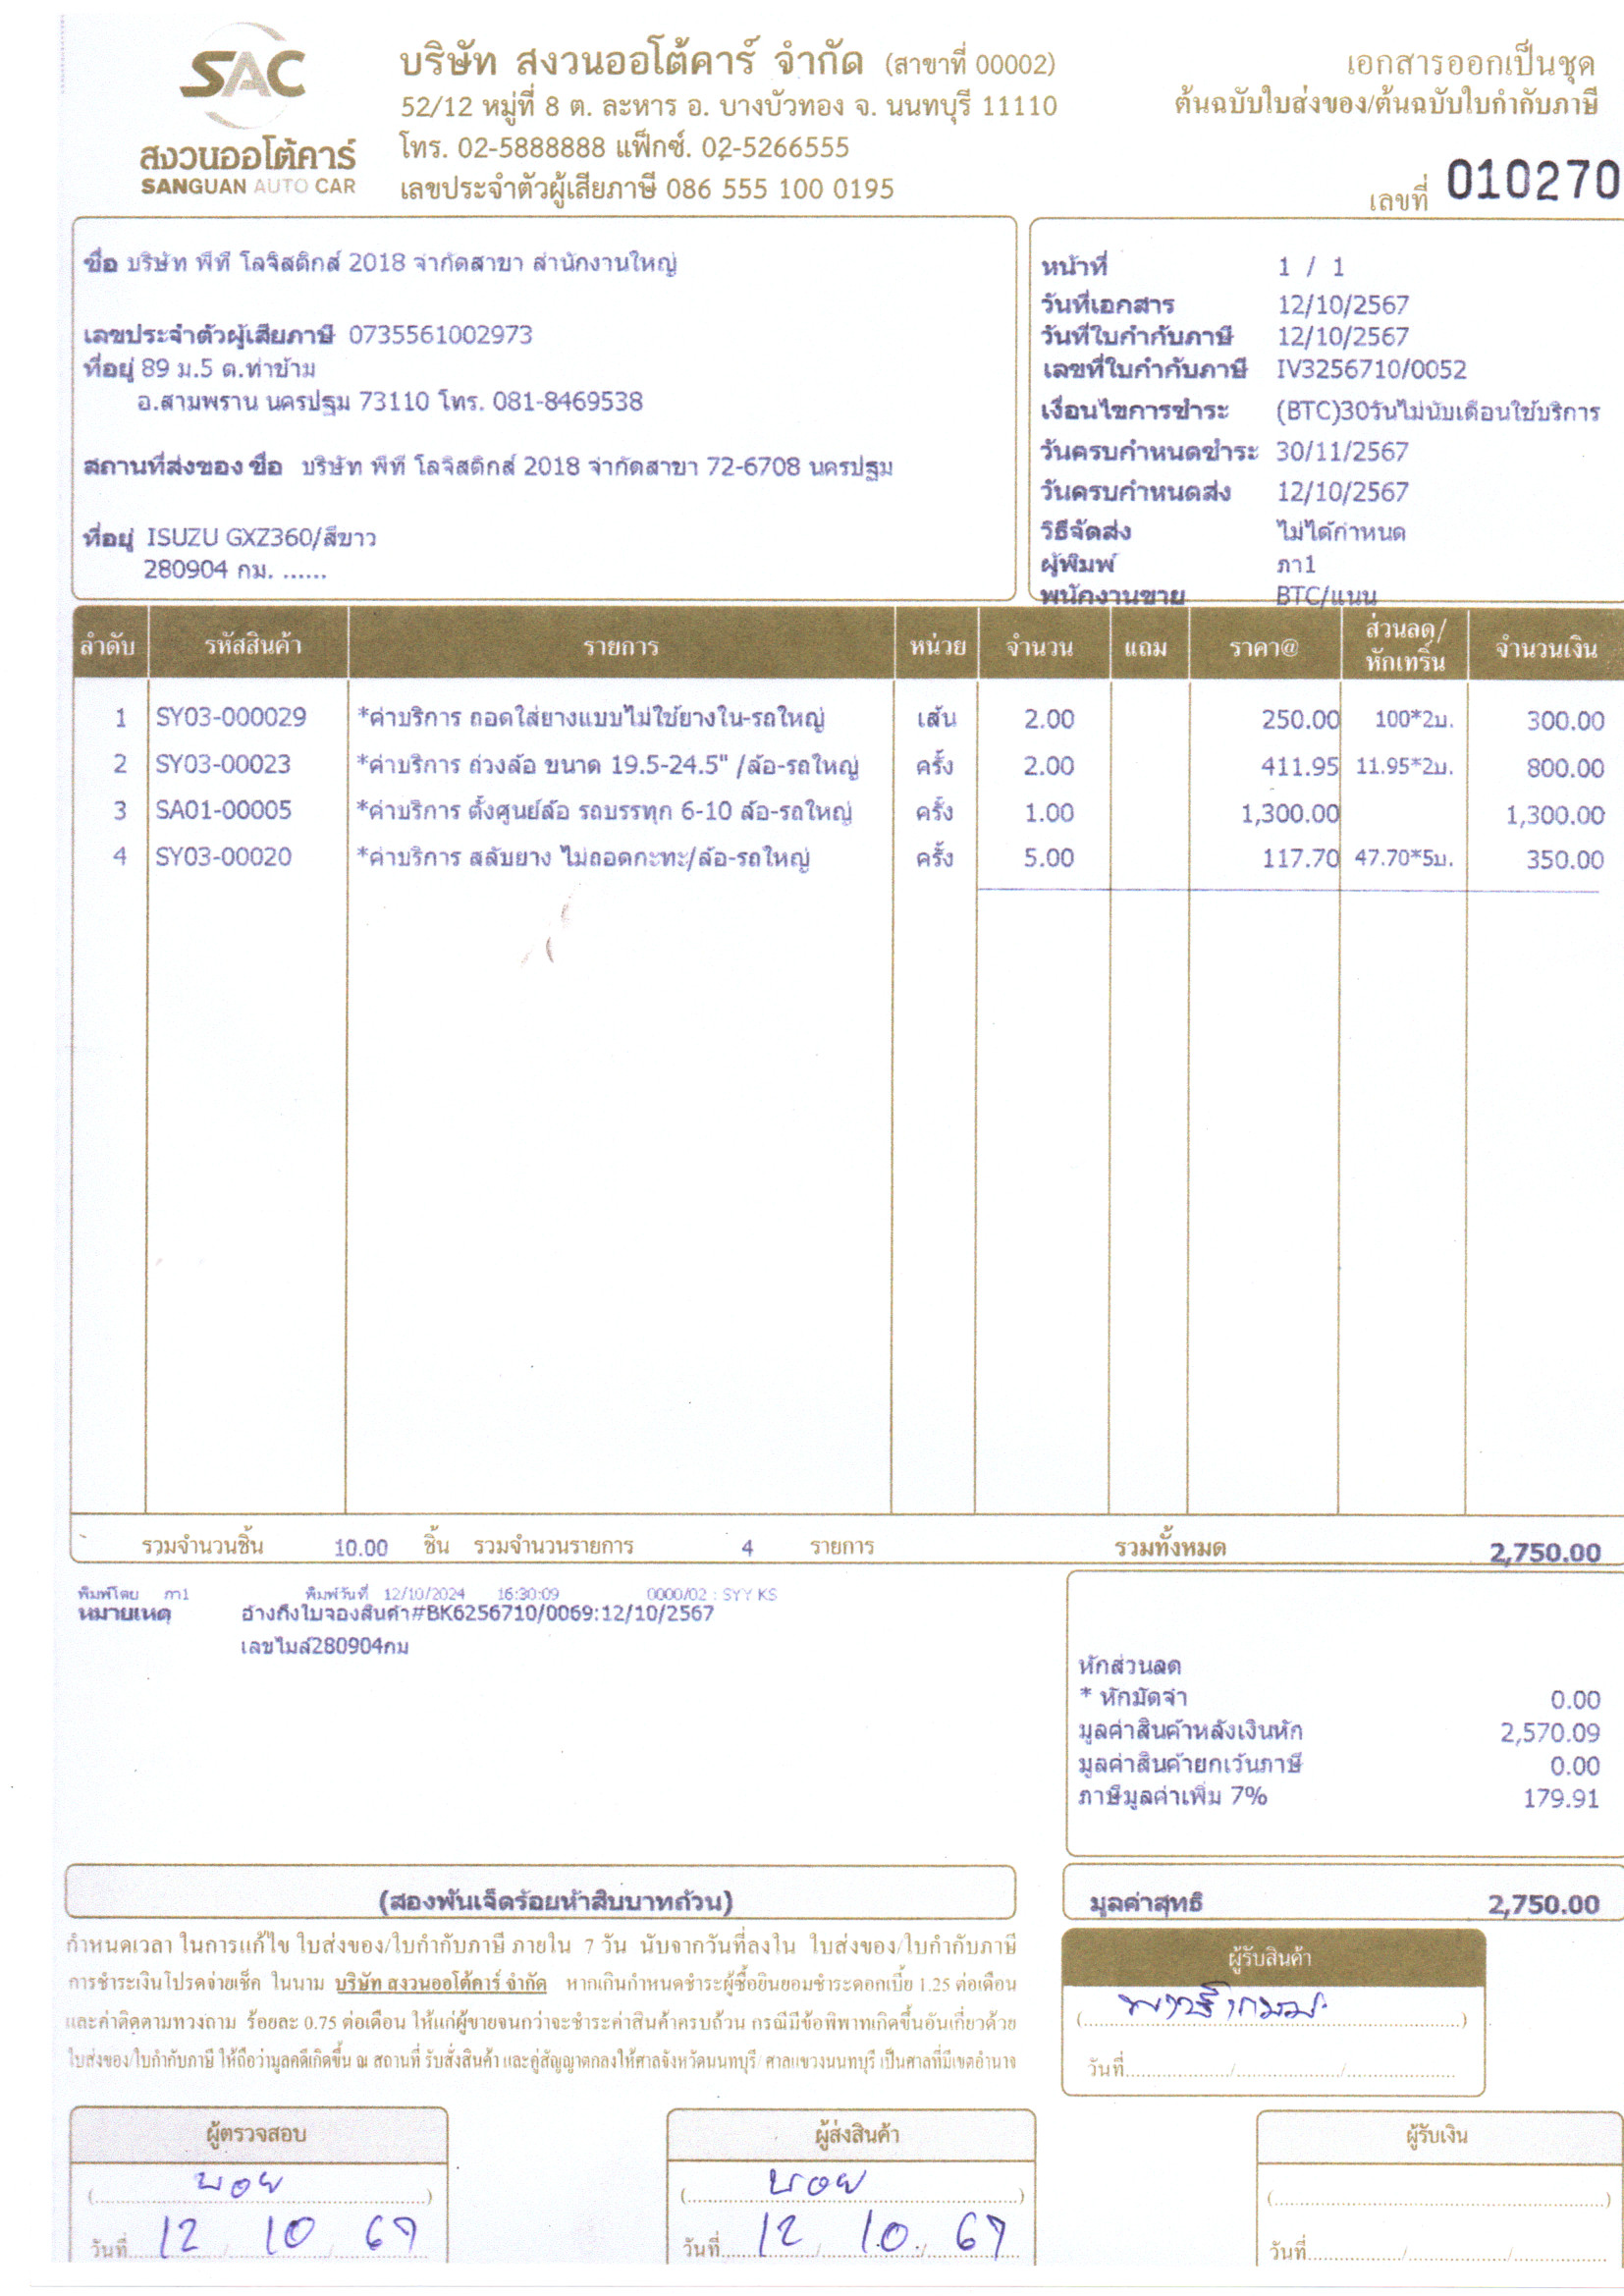 SAC
สงวนออโต้คาร์
SANGUAN AUTO CAR
บริษัท สงวนออโต้คาร์ จำกัด (สาขาที่ 00002)
52/12 หมู่ที่ 8 ต. ละหาร อ. บางบัวทอง จ. นนทบุรี 11110
โทร. 02-5888888 แฟ็กซ์. 02-5266555
เลขประจำตัวผู้เสียภาษี 086 555 100 0195
เอกสารออกเป็นชุด
ต้นฉบับใบส่งของ/ต้นฉบับใบกำกับภาษี
เลขที่ 010270
ชื่อ บริษัท พีที โลจิสติกส์ 2018 จำกัดสาขา สำนักงานใหญ่
เลขประจำตัวผู้เสียภาษี 0735561002973
ที่อยู่ 89 ม.5 ต.ท่าข้าม
อ.สามพราน นครปฐม 73110 โทร. 081-8469538
สถานที่ส่งของ ชื่อ บริษัท พีที โลจิสติกส์ 2018 จำกัดสาขา 72-6708 นครปฐม
ที่อยู่ ISUZU GXZ360/สีขาว
280904 กม. ......
หน้าที่ 1 / 1
วันที่เอกสาร 12/10/2567
วันที่ใบกำกับภาษี 12/10/2567
เลขที่ใบกำกับภาษี IV3256710/0052
เงื่อนไขการชำระ (BTC)30วันไม่นับเดือนใช้บริการ
วันครบกำหนดชำระ 30/11/2567
วันครบกำหนดส่ง 12/10/2567
วิธีจัดส่ง ไม่ได้กำหนด
ผู้พิมพ์ ภา1
พนักงานขาย BTC/แนน
ลำดับ รหัสสินค้า รายการ หน่วย จำนวน แถม ราคา@ ส่วนลด/หักเทริ์น จำนวนเงิน
1 SY03-000029 *ค่าบริการ ถอดใส่ยางแบบไม่ใช้ยางใน-รถใหญ่ เส้น 2.00 250.00 100*2บ. 300.00
2 SY03-00023 *ค่าบริการ ถ่วงล้อ ขนาด 19.5-24.5" /ล้อ-รถใหญ่ ครั้ง 2.00 411.95 11.95*2บ. 800.00
3 SA01-00005 *ค่าบริการ ตั้งศูนย์ล้อ รถบรรทุก 6-10 ล้อ-รถใหญ่ ครั้ง 1.00 1,300.00 1,300.00
4 SY03-00020 *ค่าบริการ สลับยาง ไม่ถอดกะทะ/ล้อ-รถใหญ่ ครั้ง 5.00 117.70 47.70*5บ. 350.00
รวมจำนวนชิ้น 10.00 ชิ้น รวมจำนวนรายการ 4 รายการ รวมทั้งหมด 2,750.00
พิมพ์โดย ภา1 พิมพ์วันที่ 12/10/2024 16:30:09 0000/02 : SYY KS
หมายเหตุ อ้างถึงใบจองสินค้า#BK6256710/0069:12/10/2567
เลขไมล์280904กม
หักส่วนลด
* หักมัดจำ 0.00
มูลค่าสินค้าหลังเงินหัก 2,570.09
มูลค่าสินค้ายกเว้นภาษี 0.00
ภาษีมูลค่าเพิ่ม 7% 179.91
(สองพันเจ็ดร้อยห้าสิบบาทถ้วน)
มูลค่าสุทธิ 2,750.00
กำหนดเวลา ในการแก้ไข ใบส่งของ/ใบกำกับภาษี ภายใน 7 วัน นับจากวันที่ลงใน ใบส่งของ/ใบกำกับภาษี
การชำระเงินโปรดจ่ายเช็ค ในนาม บริษัท สงวนออโต้คาร์ จำกัด หากเกินกำหนดชำระผู้ซื้อยินยอมชำระดอกเบี้ย 1.25 ต่อเดือน
และค่าติดตามทวงถาม ร้อยละ 0.75 ต่อเดือน ให้แก่ผู้ขายจนกว่าจะชำระค่าสินค้าครบถ้วน กรณีมีข้อพิพาทเกิดขึ้นอันเกี่ยวด้วย
ใบส่งของ/ใบกำกับภาษี ให้ถือว่ามูลคดีเกิดขึ้น ณ สถานที่ รับสั่งสินค้า และคู่สัญญาตกลงให้ศาลจังหวัดนนทบุรี/ ศาลแขวงนนทบุรี เป็นศาลที่มีเขตอำนาจ
ผู้รับสินค้า
วันที่
ผู้ตรวจสอบ
บอย
วันที่ 12 10 67
ผู้ส่งสินค้า
บอย
วันที่ 12 10 67
ผู้รับเงิน
วันที่